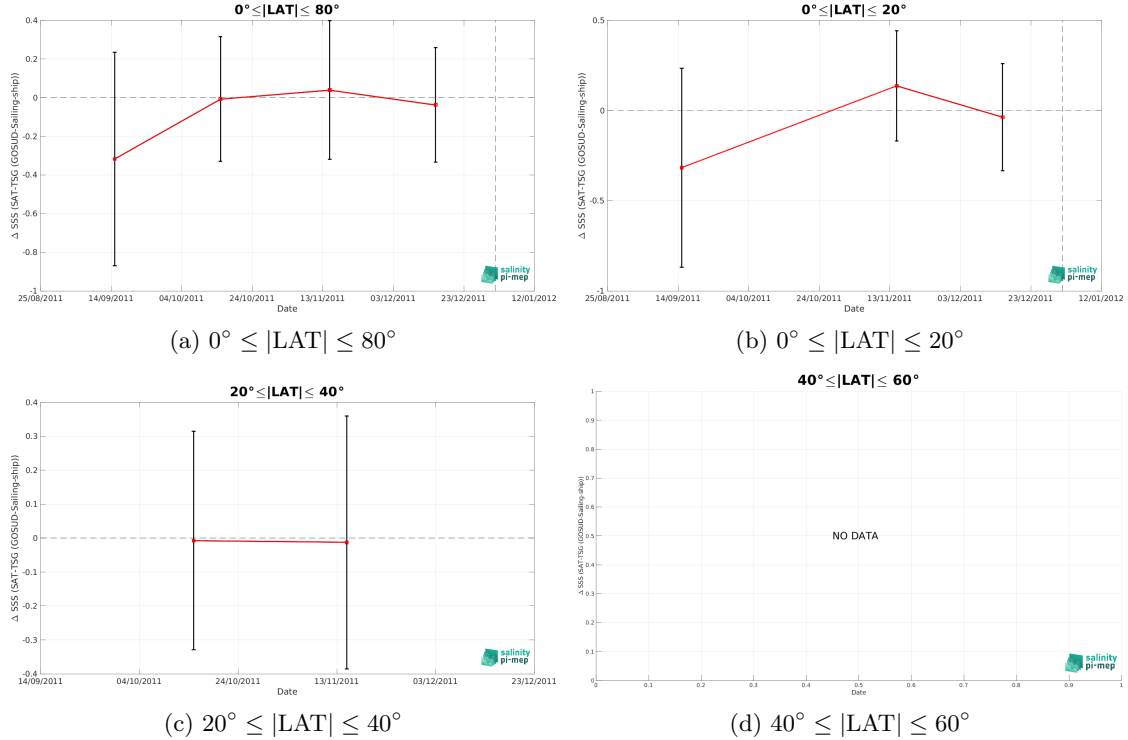 0°≤|LAT|≤ 80°
Δ SSS (SAT-TSG (GOSUD-Sailing-ship))
0.4
0.2
0
-0.2
-0.4
-0.6
-0.8
-1
25/08/2011 14/09/2011 04/10/2011 24/10/2011 13/11/2011 03/12/2011 23/12/2011 12/01/2012
Date
salinity
pi-mep
(a) 0° ≤ |LAT| ≤ 80°
0°≤|LAT|≤ 20°
Δ SSS (SAT-TSG (GOSUD-Sailing-ship))
0.5
0
-0.5
-1
25/08/2011 14/09/2011 04/10/2011 24/10/2011 13/11/2011 03/12/2011 23/12/2011 12/01/2012
Date
salinity
pi-mep
(b) 0° ≤ |LAT| ≤ 20°
20°≤|LAT|≤ 40°
Δ SSS (SAT-TSG (GOSUD-Sailing-ship))
0.4
0.3
0.2
0.1
0
-0.1
-0.2
-0.3
-0.4
14/09/2011 04/10/2011 24/10/2011 13/11/2011 03/12/2011 23/12/2011
Date
salinity
pi-mep
(c) 20° ≤ |LAT| ≤ 40°
40°≤|LAT|≤ 60°
Δ SSS (SAT-TSG (GOSUD-Sailing-ship))
1
0.9
0.8
0.7
0.6
0.5
0.4
0.3
0.2
0.1
0
NO DATA
0 0.1 0.2 0.3 0.4 0.5 0.6 0.7 0.8 0.9 1
Date
salinity
pi-mep
(d) 40° ≤ |LAT| ≤ 60°